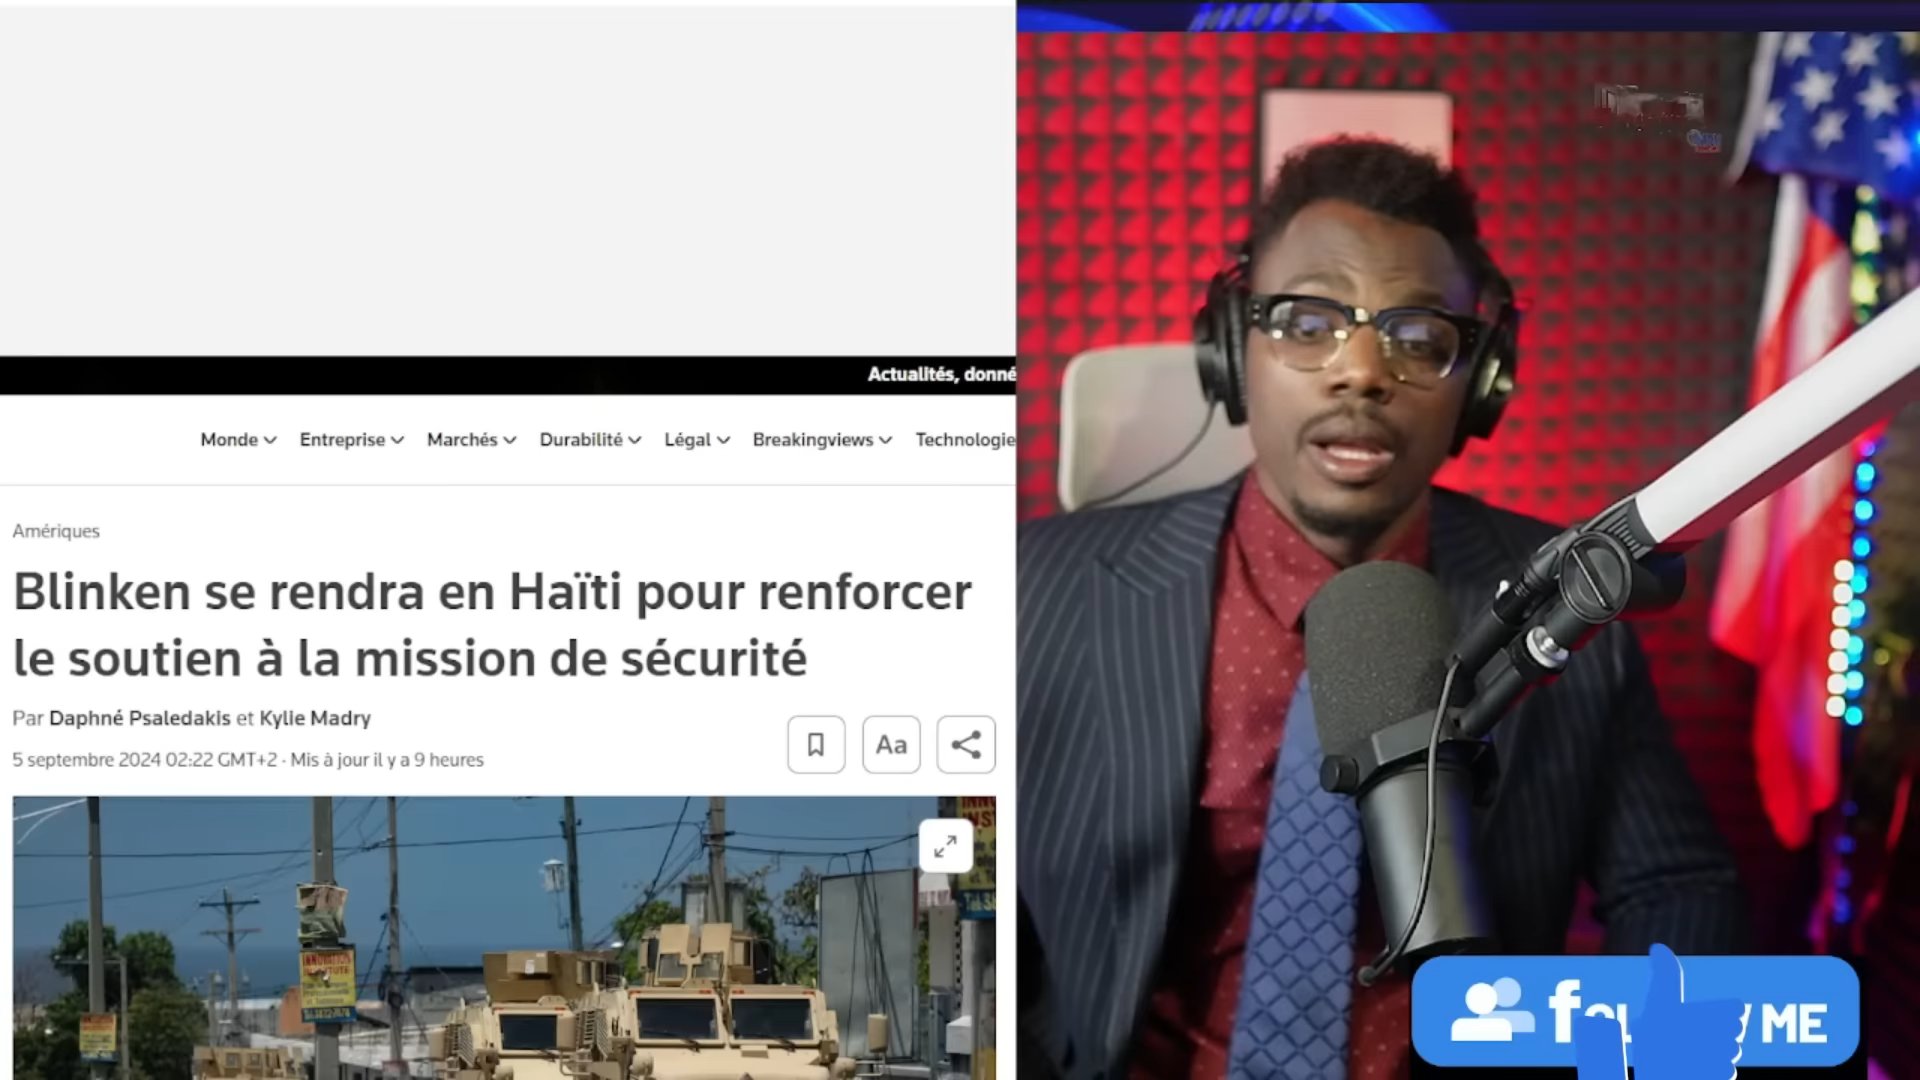 Actualités, donné
Monde Entreprise Marchés Durabilité Légal Breakingviews Technologie
Amériques
Blinken se rendra en Haïti pour renforcer
le soutien à la mission de sécurité
Par Daphné Psaledakis et Kylie Madry
5 septembre 2024 02:22 GMT+2 · Mis à jour il y a 9 heures
Aa
INNOVATION
INSTITUTE
ME